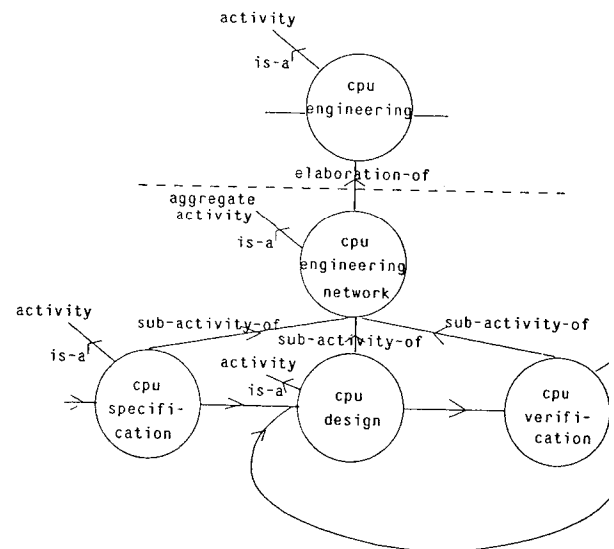 activity
is-a
cpu
engineering
elaboration-of
aggregate
activity
is-a
cpu
engineering
network
activity
sub-activity-of
sub-activity-of
sub-activity-of
is-a
activity
is-a
cpu
specifi-
cation
cpu
design
cpu
verifi-
cation